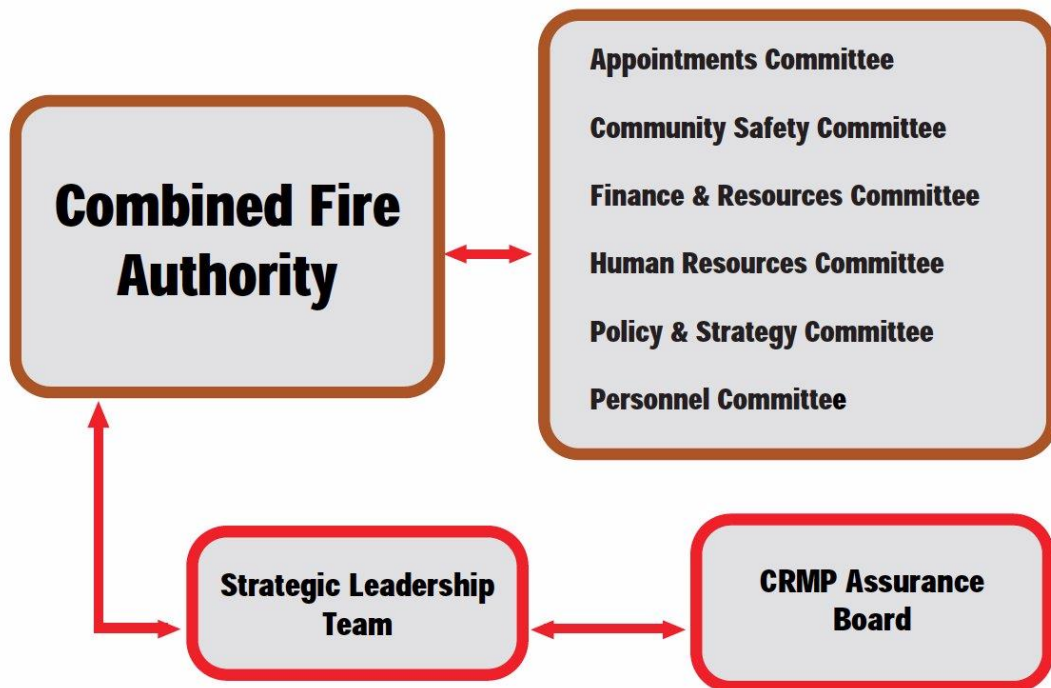 Combined Fire
Authority
Appointments Committee
Community Safety Committee
Finance & Resources Committee
Human Resources Committee
Policy & Strategy Committee
Personnel Committee
Strategic Leadership
Team
CRMP Assurance
Board